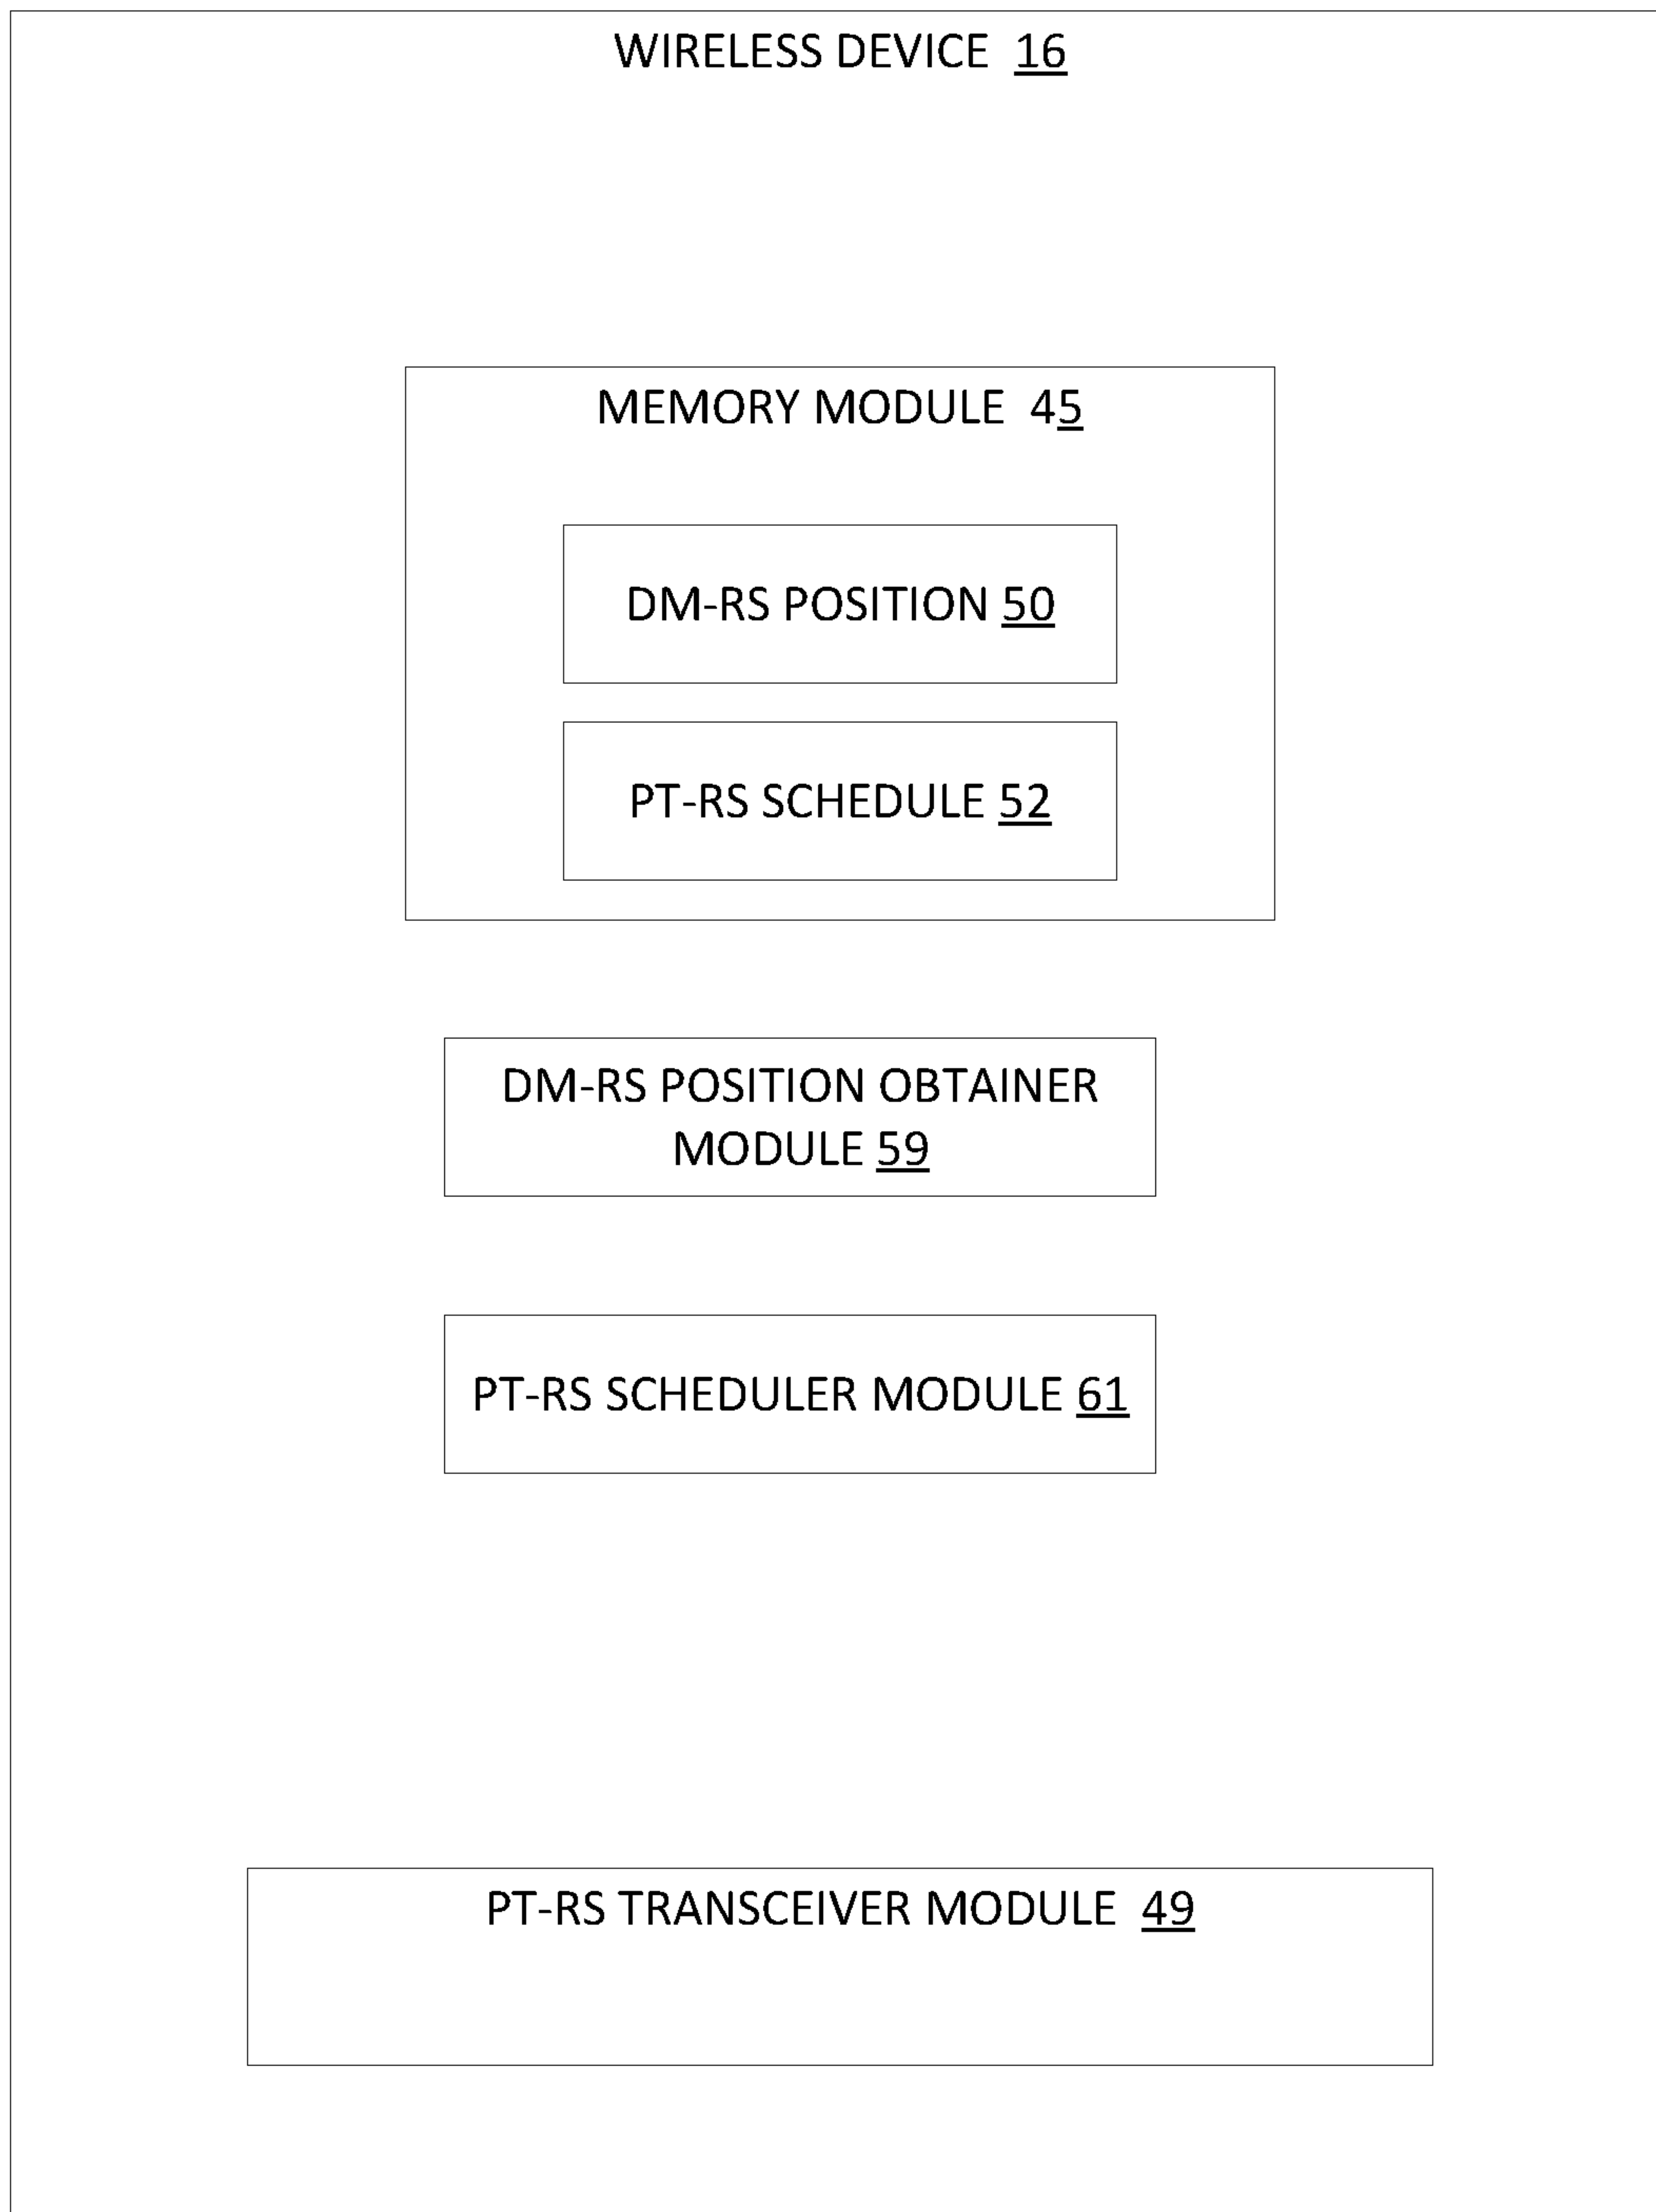 WIRELESS DEVICE 16
MEMORY MODULE 45
DM-RS POSITION 50
PT-RS SCHEDULE 52
DM-RS POSITION OBTAINER
MODULE 59
PT-RS SCHEDULER MODULE 61
PT-RS TRANSCEIVER MODULE 49